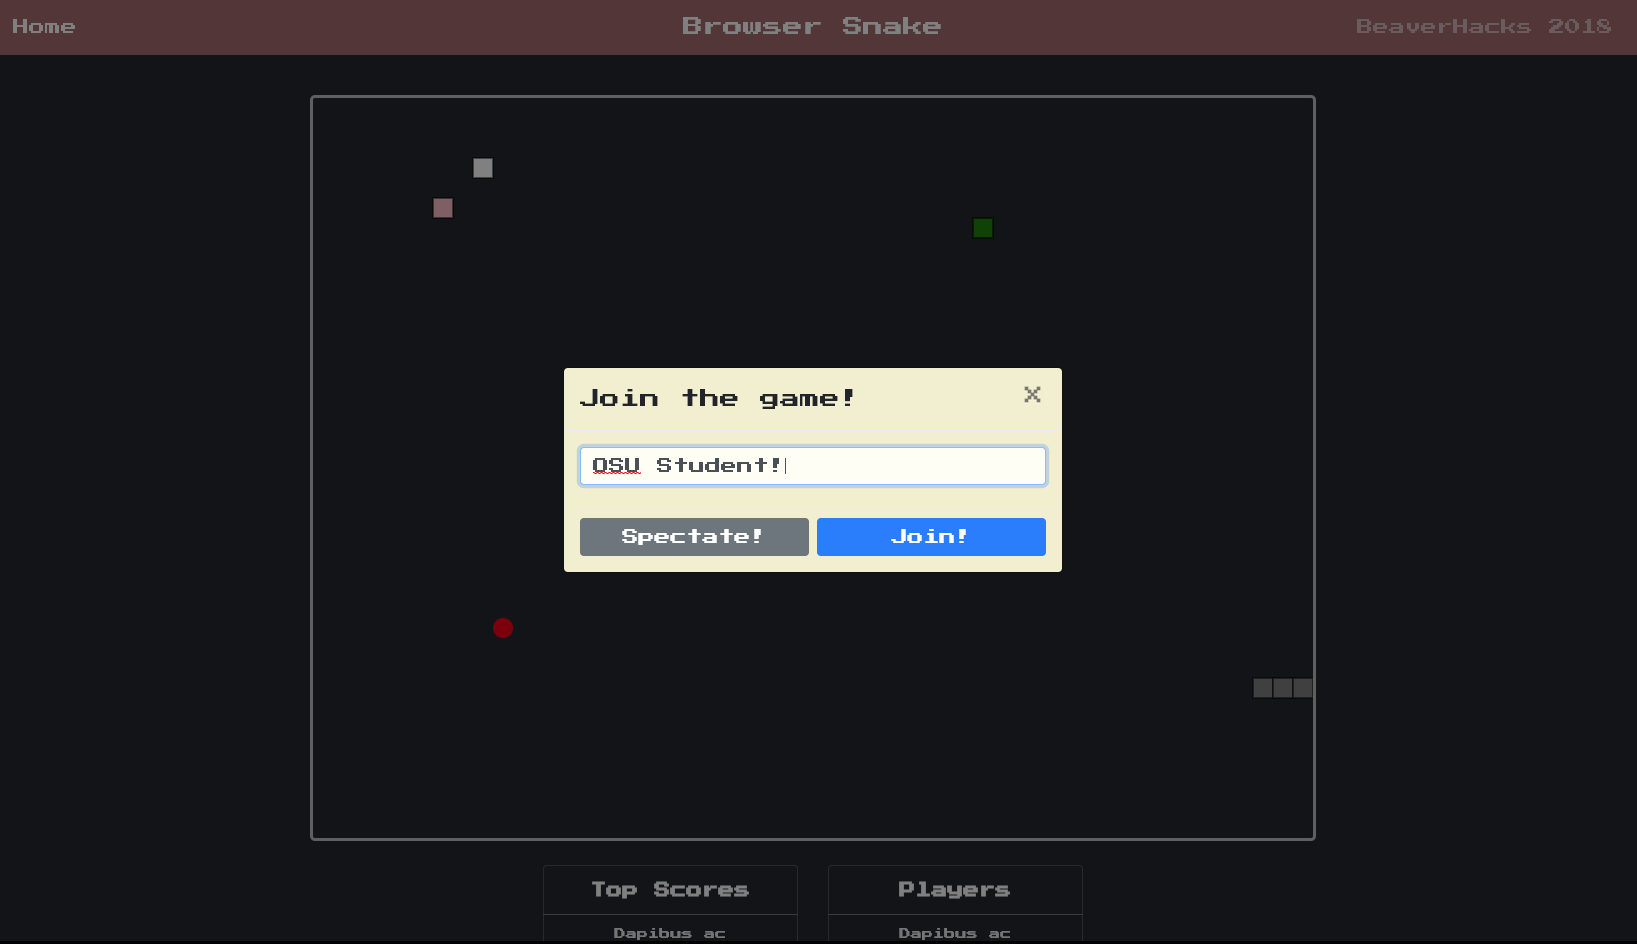 Home
Browser Snake
BeaverHacks 2018
Join the game!
×
OSU Student!
Spectate!
Join!
Top Scores
Players
Dapibus ac
Dapibus ac